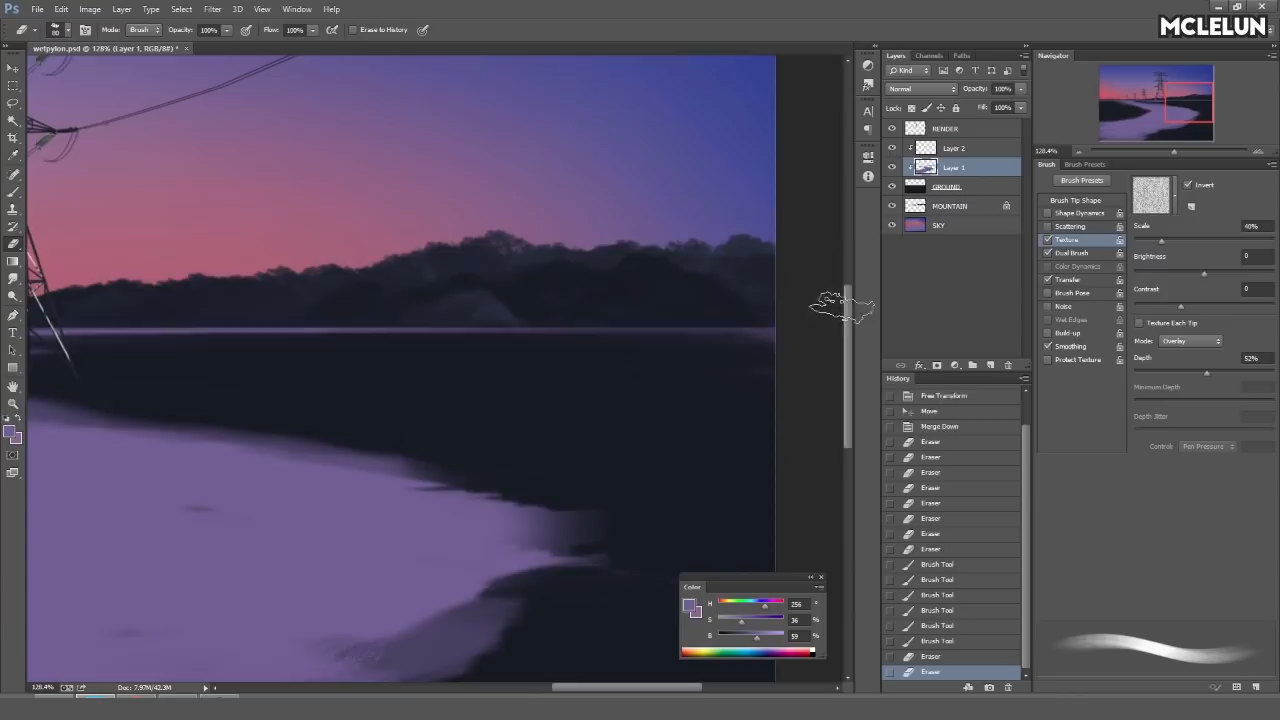 Ps File Edit Image Layer Type Select Filter 3D View Window Help
MCLELUN
80 Mode: Brush Opacity: 100% Flow: 100% Erase to History
wetpylon.psd @ 128% (Layer 1, RGB/8#) *
Layers Channels Paths
Kind
Normal Opacity: 100%
Lock: Fill: 100%
RENDER
Layer 2
Layer 1
GROUND
MOUNTAIN
SKY
History
Free Transform
Move
Merge Down
Eraser
Eraser
Eraser
Eraser
Eraser
Eraser
Eraser
Eraser
Brush Tool
Brush Tool
Brush Tool
Brush Tool
Brush Tool
Brush Tool
Eraser
Eraser
Navigator
128.4%
Brush Brush Presets
Brush Presets
Brush Tip Shape
Shape Dynamics
Scattering
Texture
Dual Brush
Color Dynamics
Transfer
Brush Pose
Noise
Wet Edges
Build-up
Smoothing
Protect Texture
Invert
Scale 40%
Brightness 0
Contrast 0
Texture Each Tip
Mode: Overlay
Depth 52%
Minimum Depth
Depth Jitter
Control: Pen Pressure
Color
H 256 °
S 36 %
B 59 %
128.4% Doc: 7.97M/42.3M